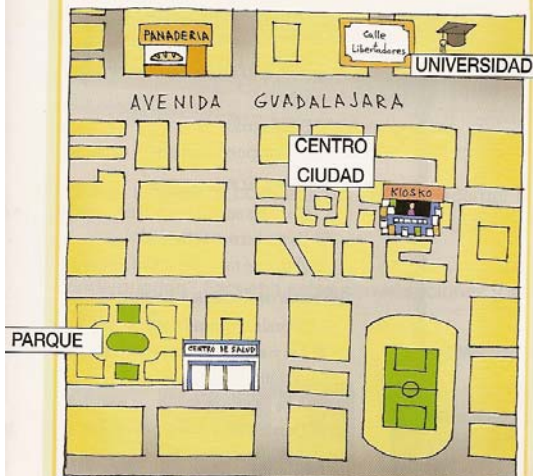 PANADERIA
Calle
Libertadores
UNIVERSIDAD
AVENIDA GUADALAJARA
CENTRO
CIUDAD
KIOSKO
PARQUE
CENTRO DE SALUD